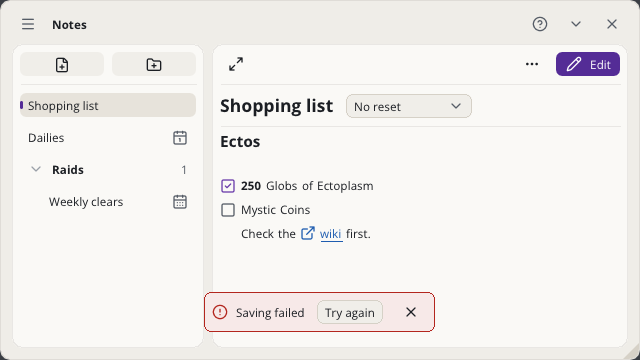 Notes
Shopping list
Dailies
Raids 1
Weekly clears
Edit
Shopping list No reset
Ectos
250 Globs of Ectoplasm
Mystic Coins
Check the wiki first.
Saving failed Try again